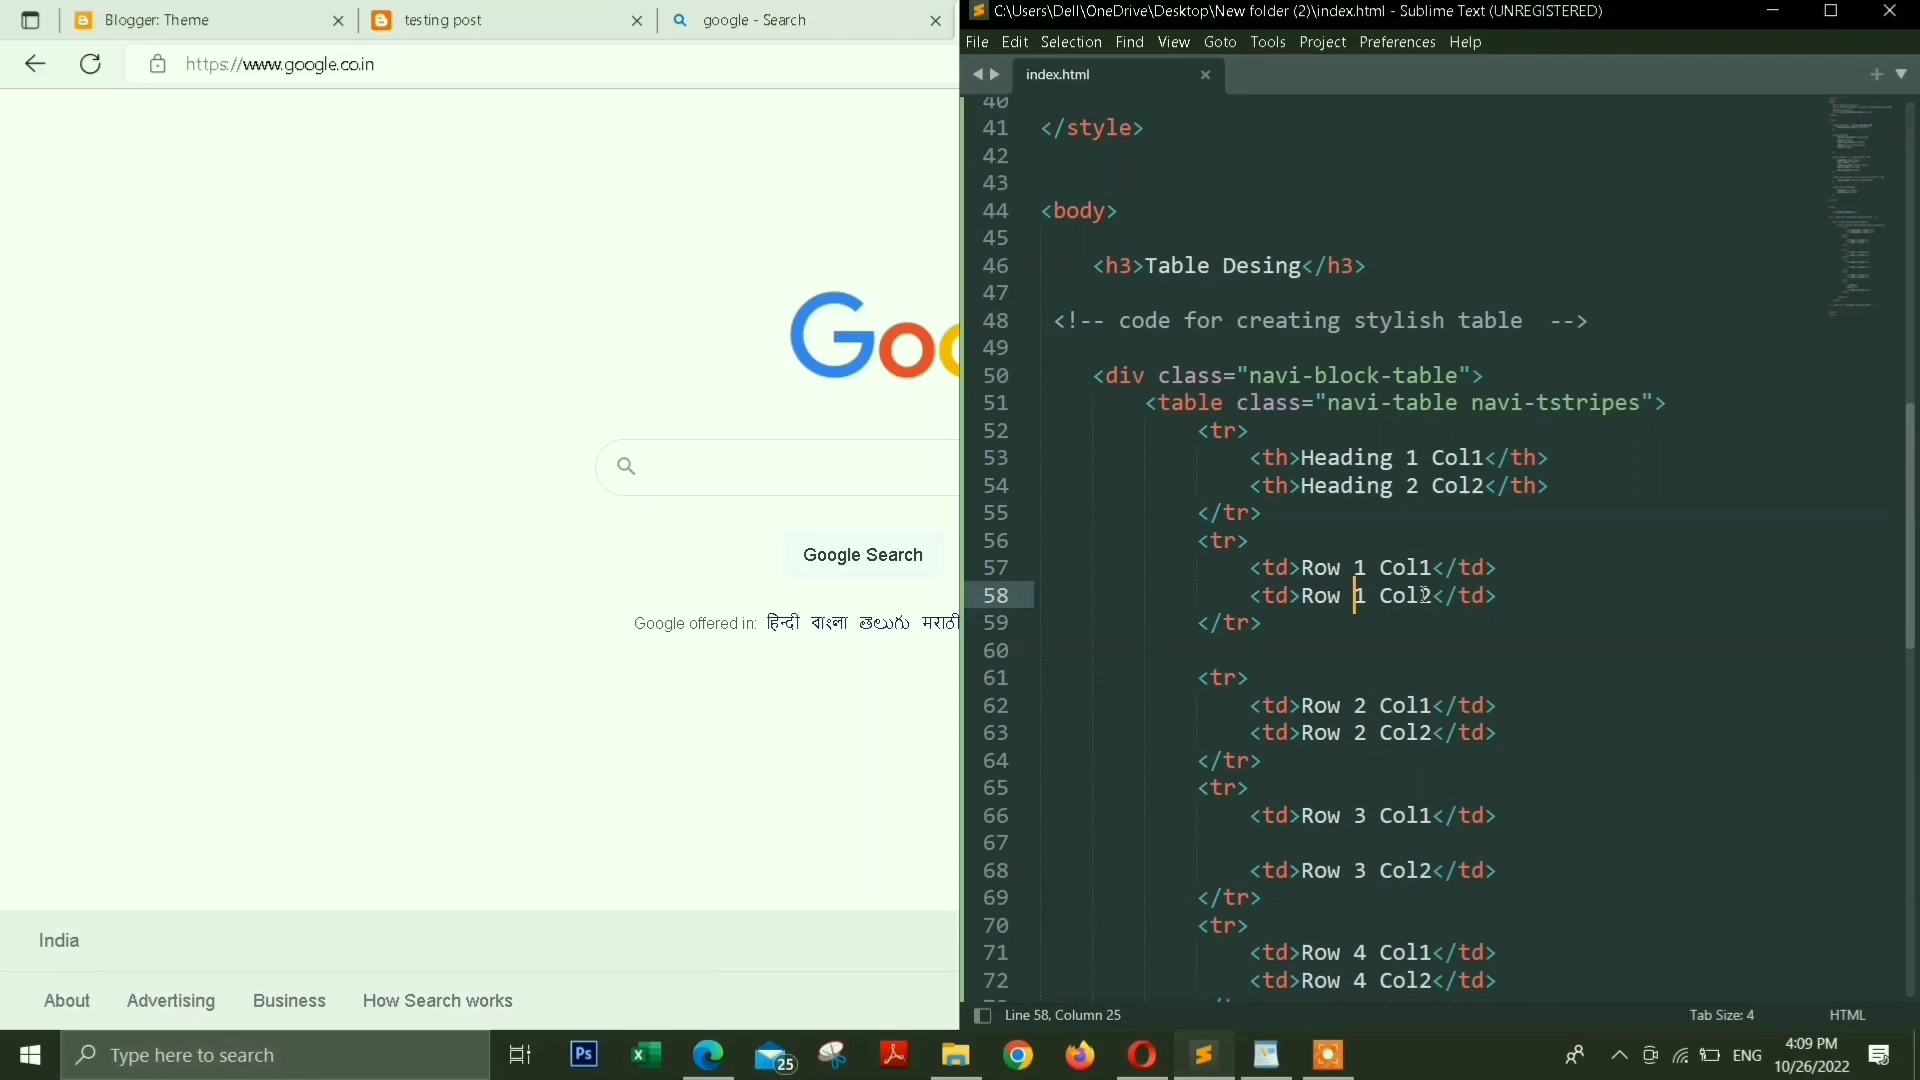 Blogger: Theme
testing post
google - Search
C:\Users\Dell\OneDrive\Desktop\New folder (2)\index.html - Sublime Text (UNREGISTERED)
File Edit Selection Find View Goto Tools Project Preferences Help
https://www.google.co.in
index.html
40
41 </style>
42
43
44 <body>
45
46 <h3>Table Desing</h3>
47
48 <!-- code for creating stylish table -->
49
50 <div class="navi-block-table">
51 <table class="navi-table navi-tstripes">
52 <tr>
53 <th>Heading 1 Col1</th>
54 <th>Heading 2 Col2</th>
55 </tr>
56 <tr>
57 <td>Row 1 Col1</td>
58 <td>Row 1 Col2</td>
59 </tr>
60
61 <tr>
62 <td>Row 2 Col1</td>
63 <td>Row 2 Col2</td>
64 </tr>
65 <tr>
66 <td>Row 3 Col1</td>
67
68 <td>Row 3 Col2</td>
69 </tr>
70 <tr>
71 <td>Row 4 Col1</td>
72 <td>Row 4 Col2</td>
Goo
Google Search
Google offered in: हिन्दी বাংলা తెలుగు मराठी
India
About Advertising Business How Search works
Line 58, Column 25
Tab Size: 4
HTML
Type here to search
Ps
25
ENG
4:09 PM
10/26/2022